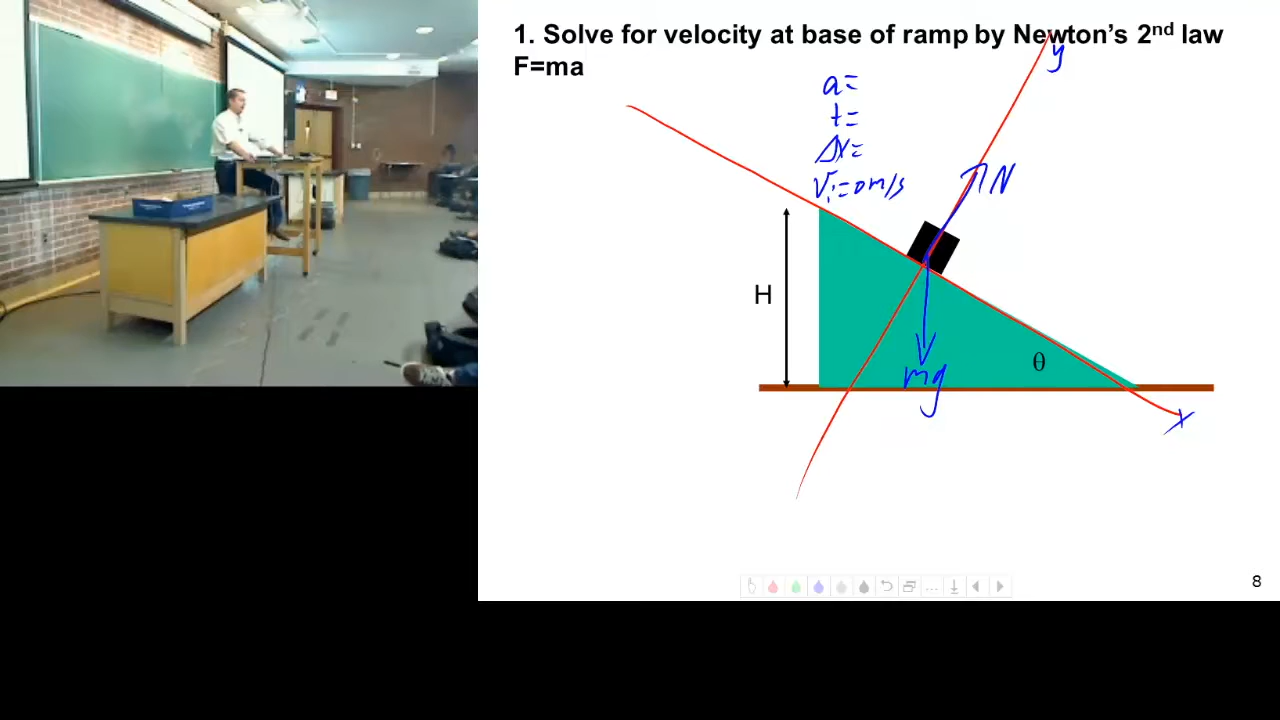 1. Solve for velocity at base of ramp by Newton's 2nd law
F=ma
y
a=
t=
Δx=
Vi=0m/s
N
H
θ
mg
x
8